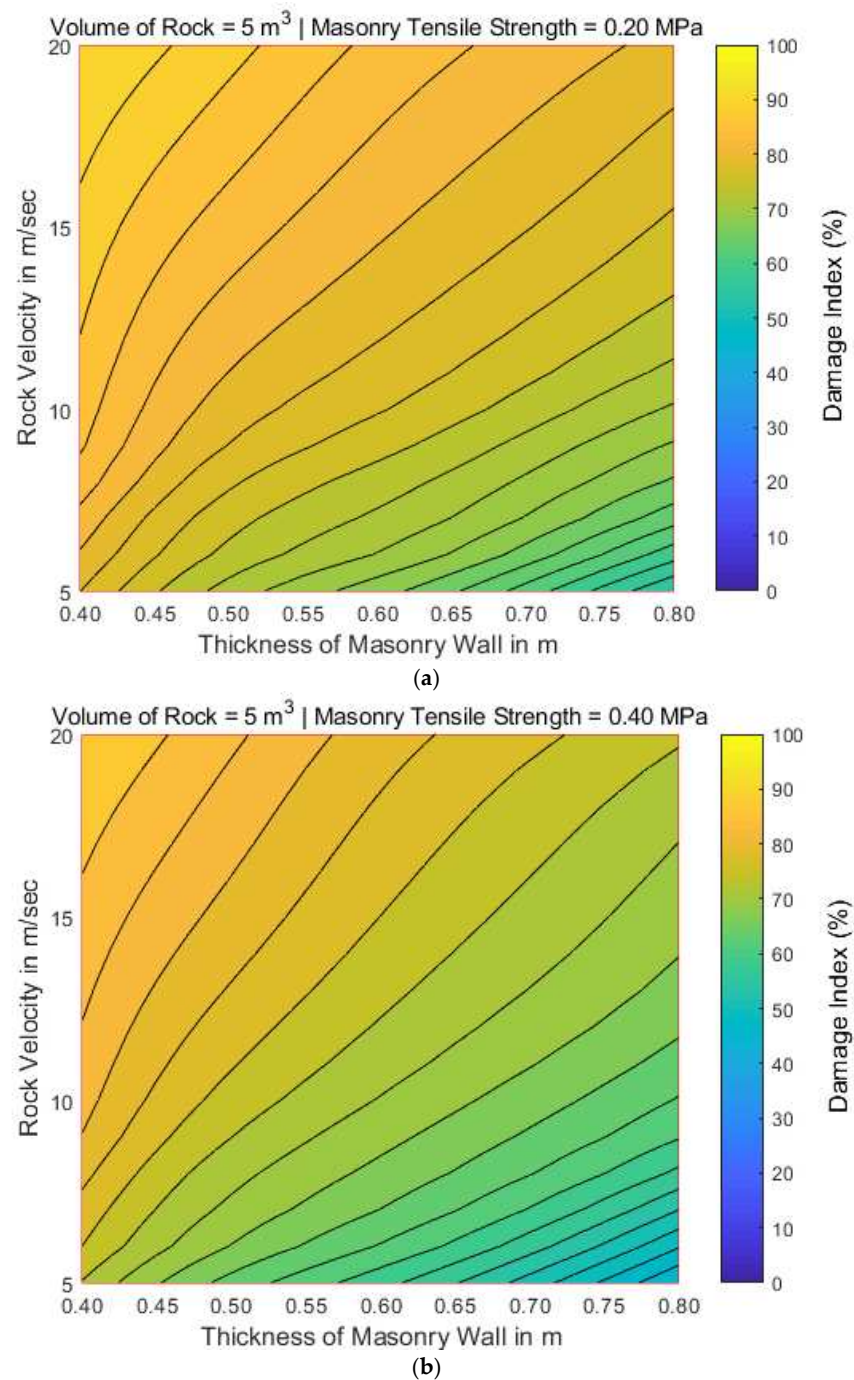 Volume of Rock = 5 m³ | Masonry Tensile Strength = 0.20 MPa
20
15
10
5
Rock Velocity in m/sec
0.40 0.45 0.50 0.55 0.60 0.65 0.70 0.75 0.80
Thickness of Masonry Wall in m
100
90
80
70
60
50
40
30
20
10
0
Damage Index (%)
(a)
Volume of Rock = 5 m³ | Masonry Tensile Strength = 0.40 MPa
20
15
10
5
Rock Velocity in m/sec
0.40 0.45 0.50 0.55 0.60 0.65 0.70 0.75 0.80
Thickness of Masonry Wall in m
100
90
80
70
60
50
40
30
20
10
0
Damage Index (%)
(b)